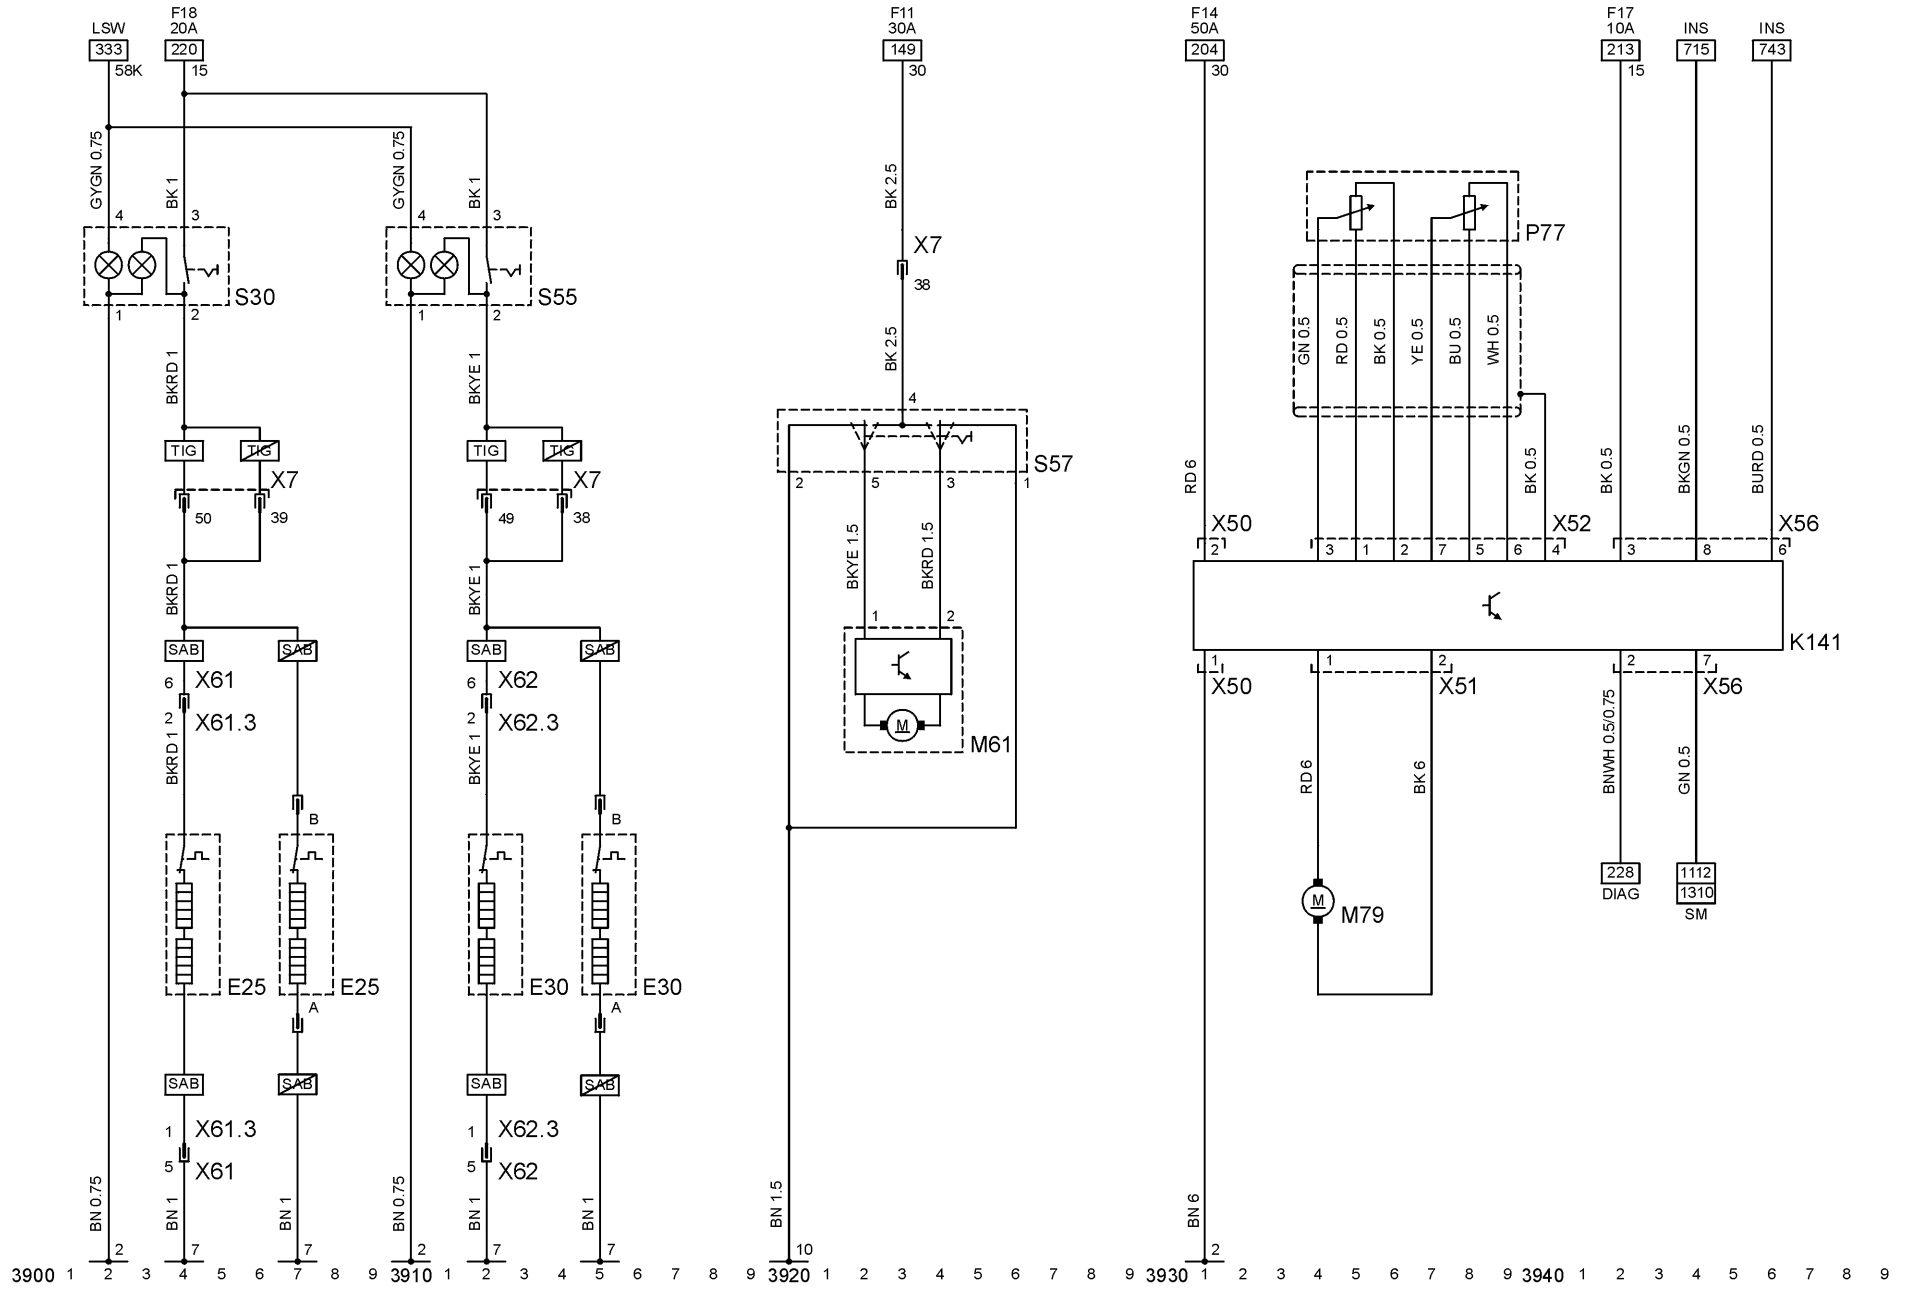 LSW F18 F11 F14 F17 INS INS
20A 30A 50A 10A
333 220 149 204 213 715 743
58K 15 30 30 15
GYGN 0.75 BK 1 GYGN 0.75 BK 1 BK 2.5
4 3 4 3
P77
X7
38
S30 S55
1 2 1 2
GN 0.5 RD 0.5 BK 0.5 YE 0.5 BU 0.5 WH 0.5
BKRD 1 BKYE 1 BK 2.5
4
TIG TIG TIG TIG
S57
X7 X7
2 5 3 1
50 39 49 38
RD 6 BK 0.5 BK 0.5 BKGN 0.5 BURD 0.5
X50 X52 X56
2 3 1 2 7 5 6 4 3 8 6
BKRD 1 BKYE 1 BKYE 1.5 BKRD 1.5
1 2
K141
SAB SAB SAB SAB
1 1 2 2 7
6 X61 6 X62 X50 X51 X56
2 X61.3 2 X62.3
M
M61
BKRD 1 BKYE 1 RD 6 BK 6 BNWH 0.5/0.75 GN 0.5
B B
228 1112
DIAG 1310
SM
M
M79
E25 E25 E30 E30
A A
SAB SAB SAB SAB
1 X61.3 1 X62.3
5 X61 5 X62
BN 0.75 BN 1 BN 1 BN 0.75 BN 1 BN 1 BN 1.5 BN 6
2 7 7 2 7 7 10 2
3900 1 2 3 4 5 6 7 8 9 3910 1 2 3 4 5 6 7 8 9 3920 1 2 3 4 5 6 7 8 9 3930 1 2 3 4 5 6 7 8 9 3940 1 2 3 4 5 6 7 8 9